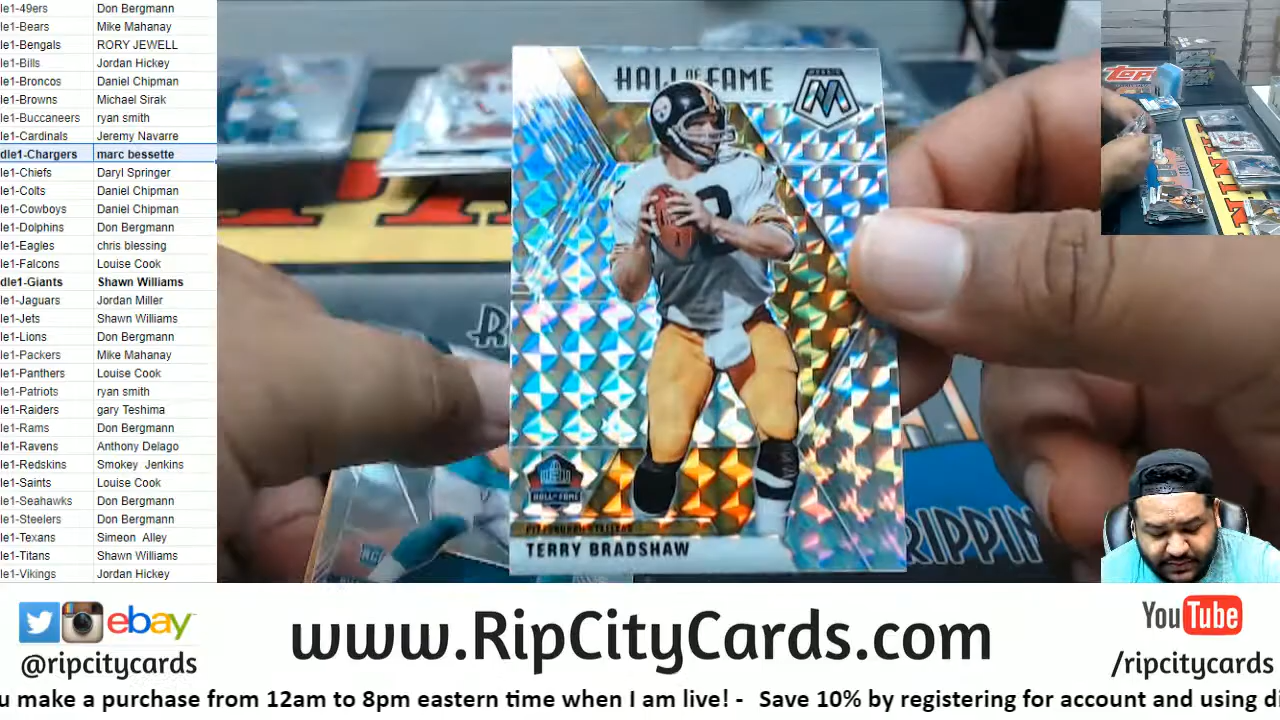 le1-49ers Don Bergmann
le1-Bears Mike Mahanay
le1-Bengals RORY JEWELL
le1-Bills Jordan Hickey
le1-Broncos Daniel Chipman
le1-Browns Michael Sirak
le1-Buccaneers ryan smith
le1-Cardinals Jeremy Navarre
dle1-Chargers marc bessette
le1-Chiefs Daryl Springer
le1-Colts Daniel Chipman
le1-Cowboys Daniel Chipman
le1-Dolphins Don Bergmann
le1-Eagles chris blessing
le1-Falcons Louise Cook
dle1-Giants Shawn Williams
le1-Jaguars Jordan Miller
le1-Jets Shawn Williams
le1-Lions Don Bergmann
le1-Packers Mike Mahanay
le1-Panthers Louise Cook
le1-Patriots ryan smith
le1-Raiders gary Teshima
le1-Rams Don Bergmann
le1-Ravens Anthony Delago
le1-Redskins Smokey Jenkins
le1-Saints Louise Cook
le1-Seahawks Don Bergmann
le1-Steelers Don Bergmann
le1-Texans Simeon Alley
le1-Titans Shawn Williams
le1-Vikings Jordan Hickey
HALL OF FAME
M
HALL OF FAME
PITTSBURGH STEELERS
TERRY BRADSHAW
RIPPIN
TOPPS
ebay
@ripcitycards
www.RipCityCards.com
YouTube
/ripcitycards
u make a purchase from 12am to 8pm eastern time when I am live! - Save 10% by registering for account and using di